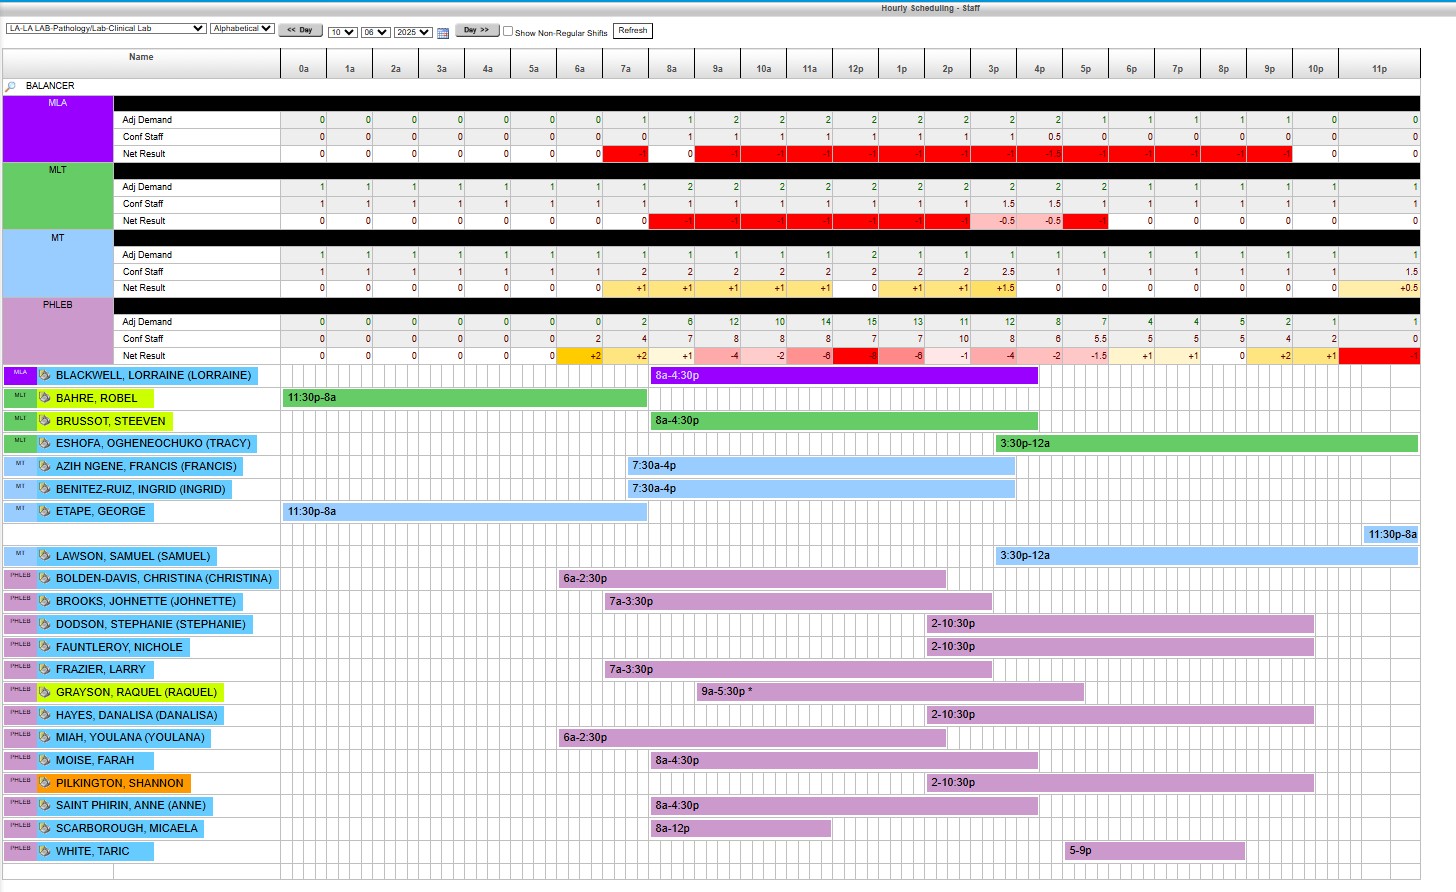 Hourly Scheduling - Staff
LA-LA LAB-Pathology/Lab-Clinical Lab Alphabetical << Day 10 06 2025 Day >> Show Non-Regular Shifts Refresh
Name 0a 1a 2a 3a 4a 5a 6a 7a 8a 9a 10a 11a 12p 1p 2p 3p 4p 5p 6p 7p 8p 9p 10p 11p
BALANCER
MLA
Adj Demand 0 0 0 0 0 0 0 1 1 2 2 2 2 2 2 2 2 1 1 1 1 1 0 0
Conf Staff 0 0 0 0 0 0 0 0 1 1 1 1 1 1 1 1 0.5 0 0 0 0 0 0 0
Net Result 0 0 0 0 0 0 0 -1 0 -1 -1 -1 -1 -1 -1 -1 -1.5 -1 -1 -1 -1 -1 0 0
MLT
Adj Demand 1 1 1 1 1 1 1 1 2 2 2 2 2 2 2 2 2 2 1 1 1 1 1 1
Conf Staff 1 1 1 1 1 1 1 1 1 1 1 1 1 1 1 1.5 1.5 1 1 1 1 1 1 1
Net Result 0 0 0 0 0 0 0 0 -1 -1 -1 -1 -1 -1 -1 -0.5 -0.5 -1 0 0 0 0 0 0
MT
Adj Demand 1 1 1 1 1 1 1 1 1 1 1 1 2 1 1 1 1 1 1 1 1 1 1 1
Conf Staff 1 1 1 1 1 1 1 2 2 2 2 2 2 2 2 2.5 1 1 1 1 1 1 1 1.5
Net Result 0 0 0 0 0 0 0 +1 +1 +1 +1 +1 0 +1 +1 +1.5 0 0 0 0 0 0 0 +0.5
PHLEB
Adj Demand 0 0 0 0 0 0 0 2 6 12 10 14 15 13 11 12 8 7 4 4 5 2 1 1
Conf Staff 0 0 0 0 0 0 2 4 7 8 8 8 7 7 10 8 6 5.5 5 5 5 4 2 0
Net Result 0 0 0 0 0 0 +2 +2 +1 -4 -2 -6 -8 -6 -1 -4 -2 -1.5 +1 +1 0 +2 +1 -1
MLA BLACKWELL, LORRAINE (LORRAINE) 8a-4:30p
MLT BAHRE, ROBEL 11:30p-8a
MLT BRUSSOT, STEEVEN 8a-4:30p
MLT ESHOFA, OGHENEOCHUKO (TRACY) 3:30p-12a
MT AZIH NGENE, FRANCIS (FRANCIS) 7:30a-4p
MT BENITEZ-RUIZ, INGRID (INGRID) 7:30a-4p
MT ETAPE, GEORGE 11:30p-8a
11:30p-8a
MT LAWSON, SAMUEL (SAMUEL) 3:30p-12a
PHLEB BOLDEN-DAVIS, CHRISTINA (CHRISTINA) 6a-2:30p
PHLEB BROOKS, JOHNETTE (JOHNETTE) 7a-3:30p
PHLEB DODSON, STEPHANIE (STEPHANIE) 2-10:30p
PHLEB FAUNTLEROY, NICHOLE 2-10:30p
PHLEB FRAZIER, LARRY 7a-3:30p
PHLEB GRAYSON, RAQUEL (RAQUEL) 9a-5:30p *
PHLEB HAYES, DANALISA (DANALISA) 2-10:30p
PHLEB MIAH, YOULANA (YOULANA) 6a-2:30p
PHLEB MOISE, FARAH 8a-4:30p
PHLEB PILKINGTON, SHANNON 2-10:30p
PHLEB SAINT PHIRIN, ANNE (ANNE) 8a-4:30p
PHLEB SCARBOROUGH, MICAELA 8a-12p
PHLEB WHITE, TARIC 5-9p